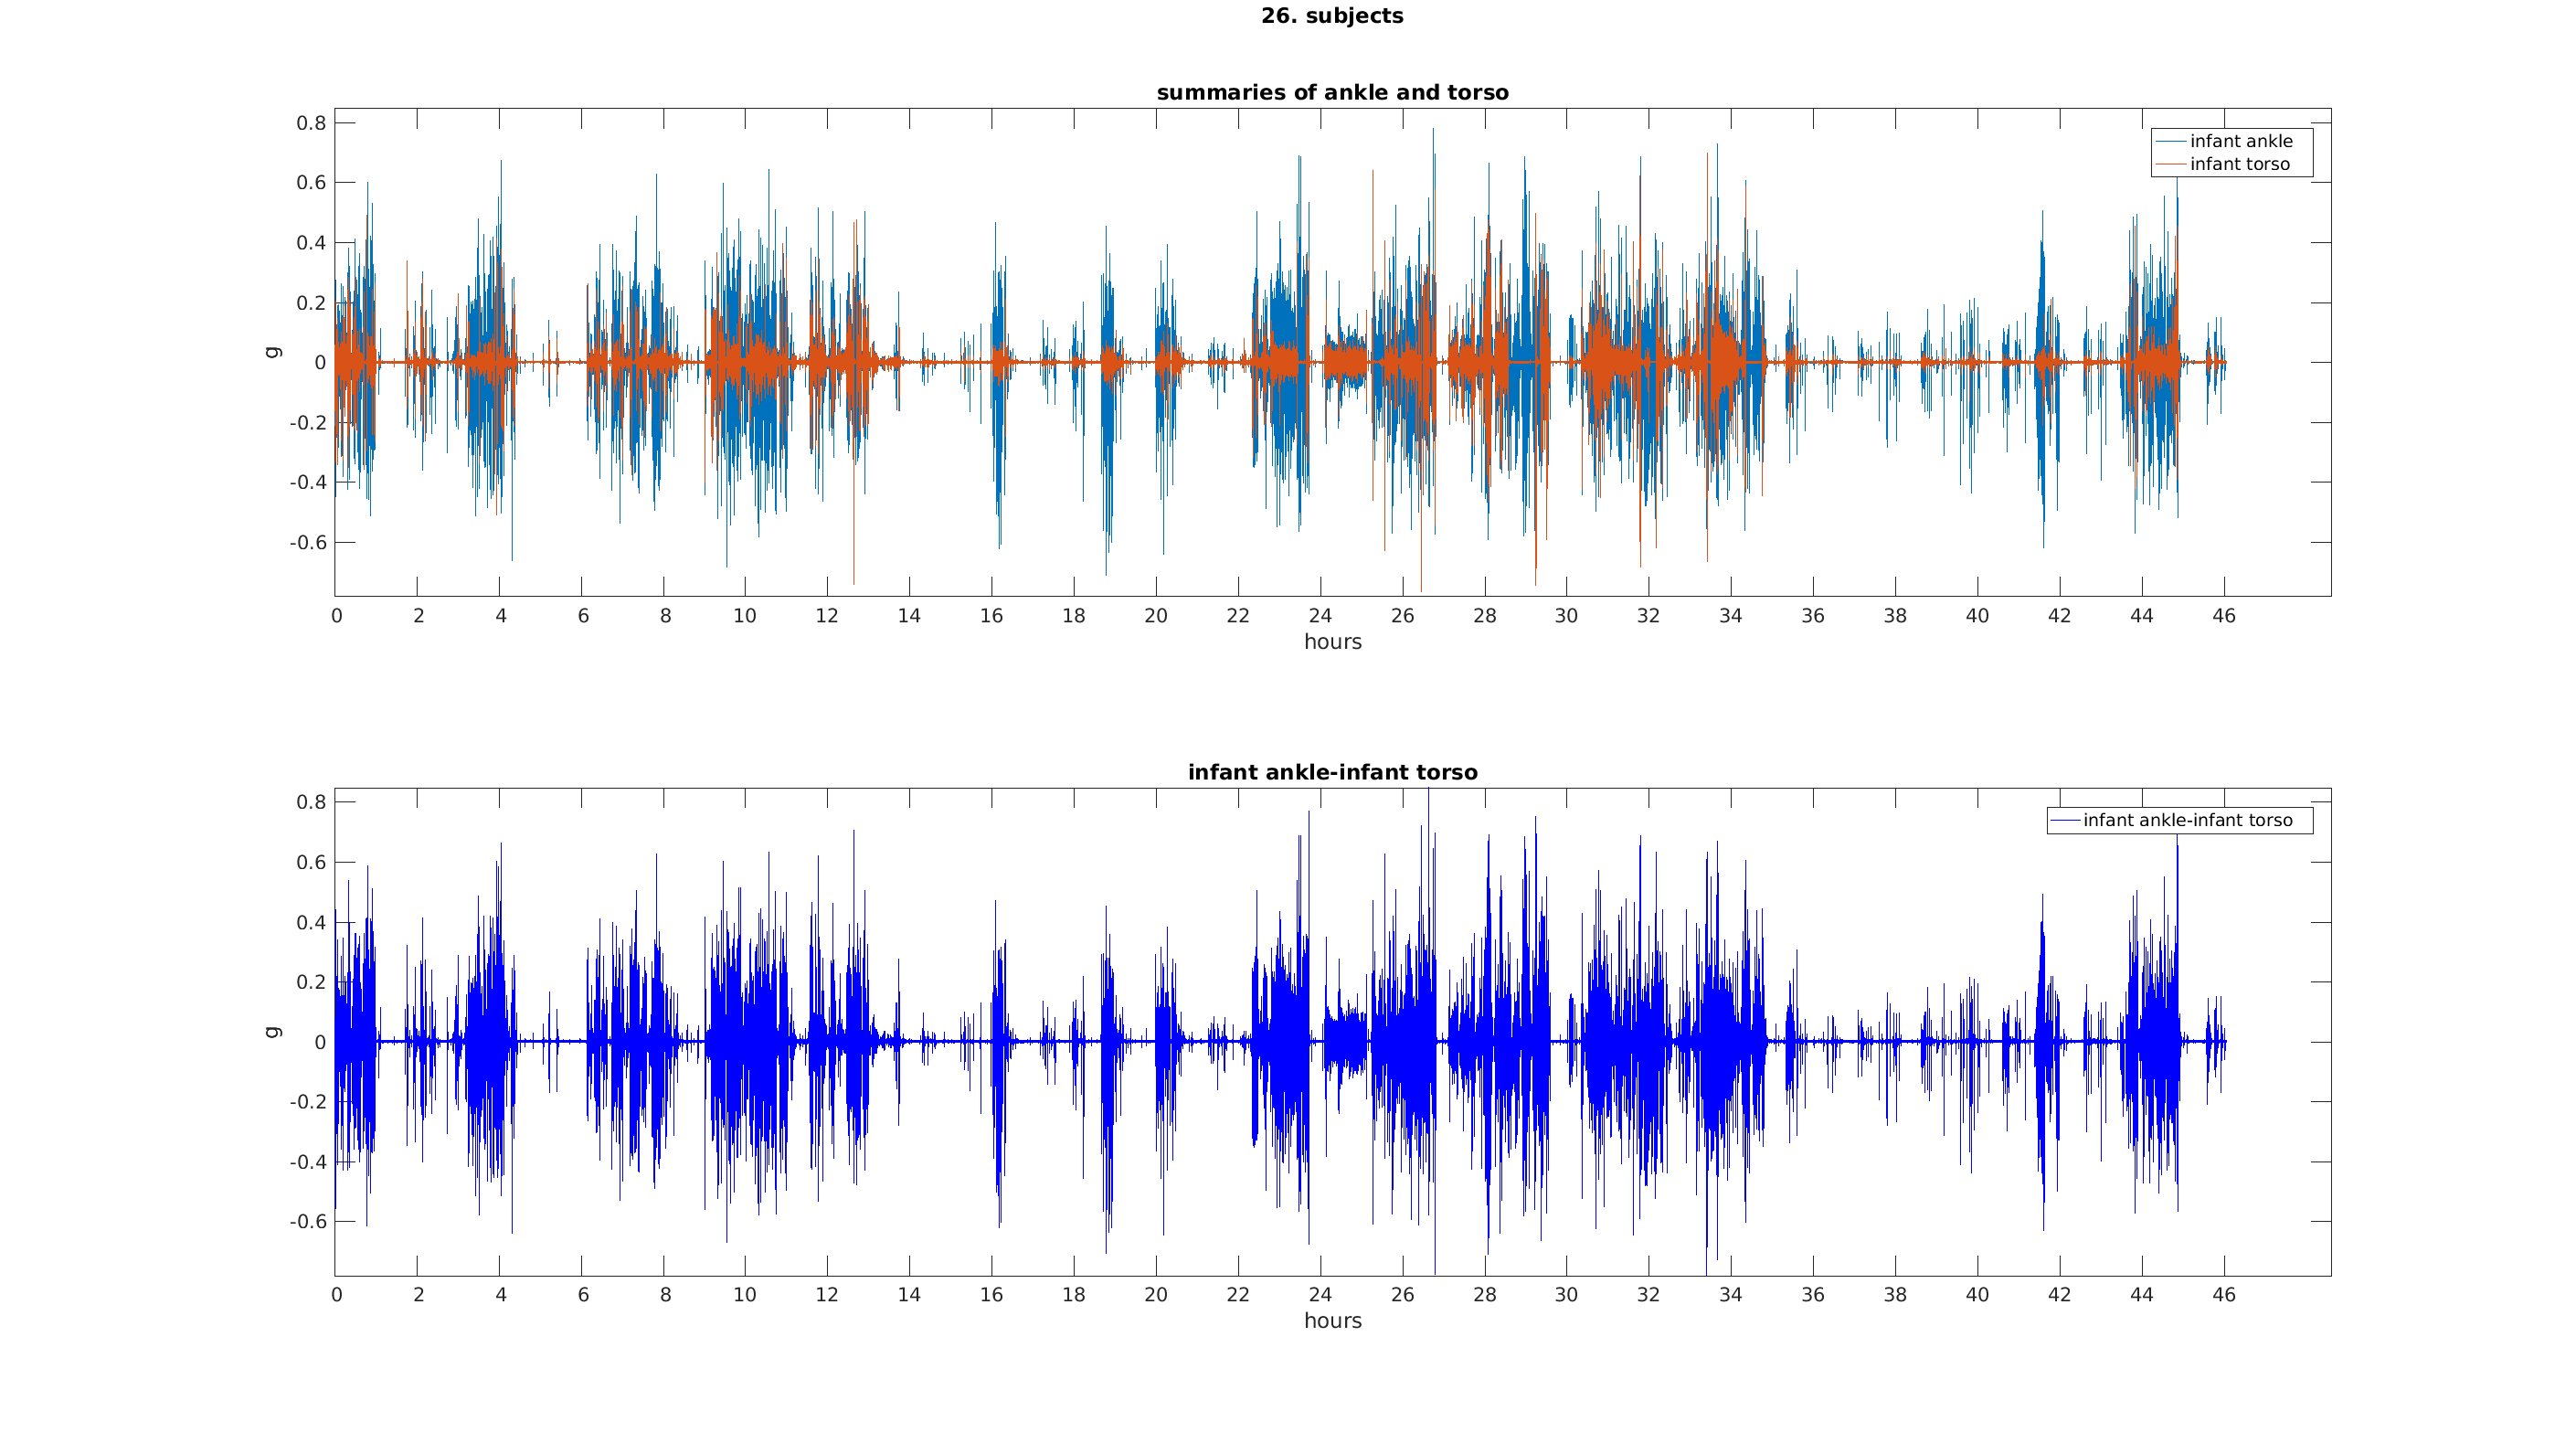 26. subjects
summaries of ankle and torso
0.8
0.6
0.4
0.2
0
-0.2
-0.4
-0.6
g
infant ankle
infant torso
0 2 4 6 8 10 12 14 16 18 20 22 24 26 28 30 32 34 36 38 40 42 44 46
hours
infant ankle-infant torso
0.8
0.6
0.4
0.2
0
-0.2
-0.4
-0.6
g
infant ankle-infant torso
0 2 4 6 8 10 12 14 16 18 20 22 24 26 28 30 32 34 36 38 40 42 44 46
hours